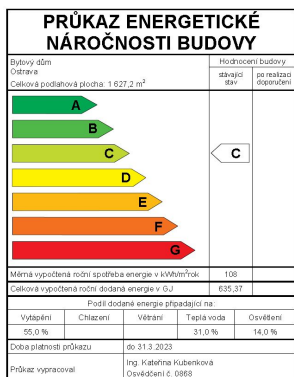 PRŮKAZ ENERGETICKÉ
NÁROČNOSTI BUDOVY
Bytový dům
Ostrava
Celková podlahová plocha: 1 627,2 m²
Hodnocení budovy
stávající
stav
po realizaci
doporučení
A
B
C
C
D
E
F
G
Měrná vypočtená roční spotřeba energie v kWh/m²rok
108
Celková vypočtená roční dodaná energie v GJ
635,37
Podíl dodané energie připadající na:
Vytápění
Chlazení
Větrání
Teplá voda
Osvětlení
55,0 %
31,0 %
14,0 %
Doba platnosti průkazu
do 31.3.2023
Průkaz vypracoval
Ing. Kateřina Kubenková
Osvědčení č. 0868